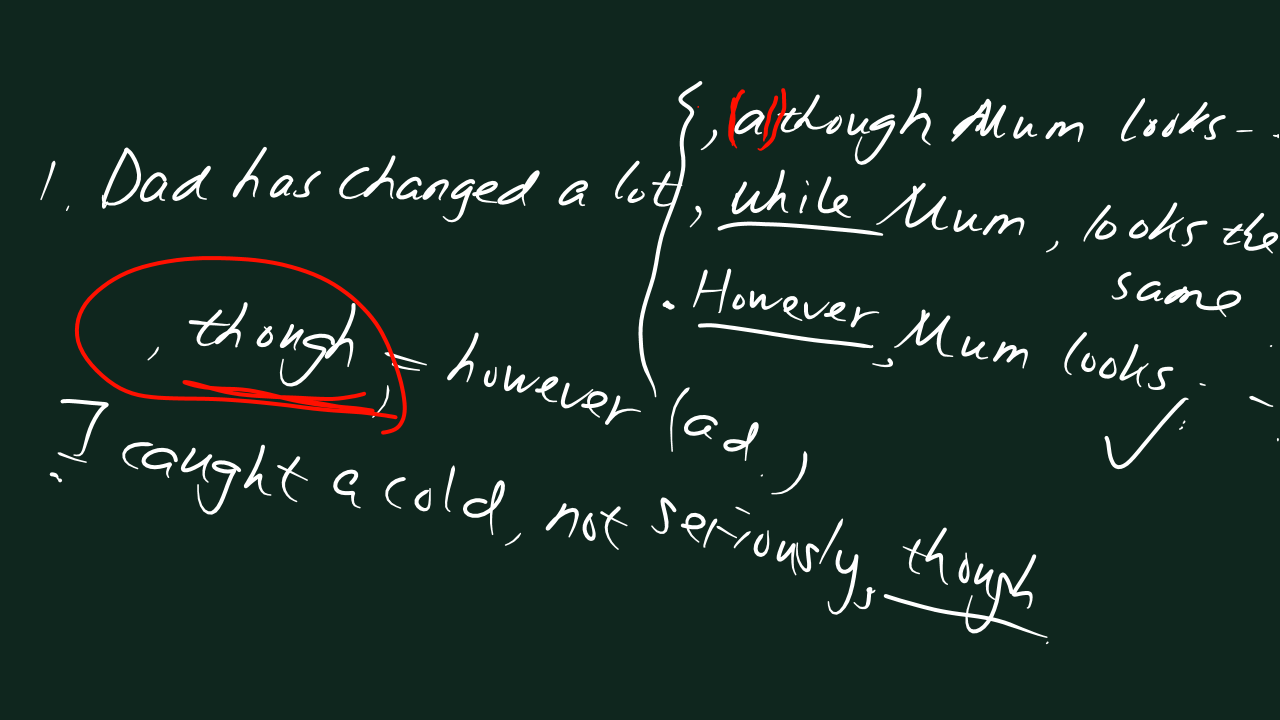 , (al)though Mum looks - -
1. Dad has changed a lot, while Mum, looks the
same
. However, Mum looks - -
, though, = however (ad.)
I caught a cold, not seriously, though.